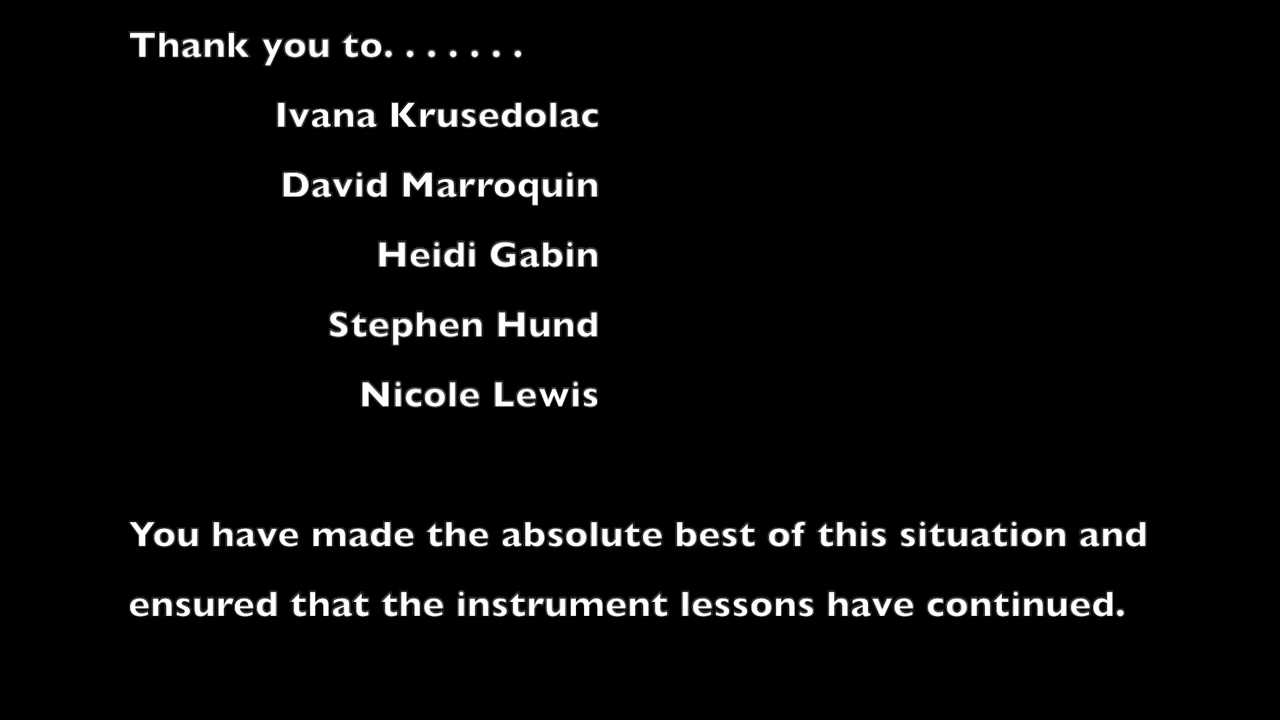 Thank you to. . . . . . .
Ivana Krusedolac
David Marroquin
Heidi Gabin
Stephen Hund
Nicole Lewis
You have made the absolute best of this situation and
ensured that the instrument lessons have continued.